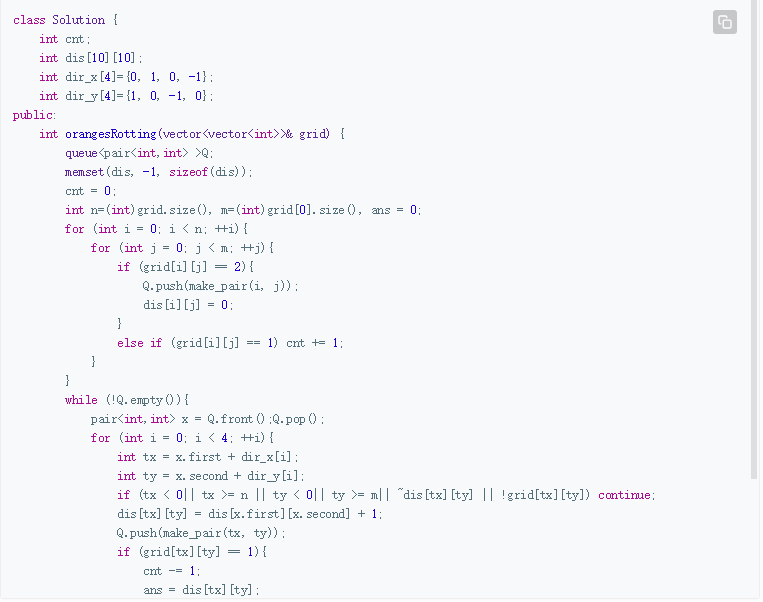 class Solution {
    int cnt;
    int dis[10][10];
    int dir_x[4]={0, 1, 0, -1};
    int dir_y[4]={1, 0, -1, 0};
public:
    int orangesRotting(vector<vector<int>>& grid) {
        queue<pair<int,int> >Q;
        memset(dis, -1, sizeof(dis));
        cnt = 0;
        int n=(int)grid.size(), m=(int)grid[0].size(), ans = 0;
        for (int i = 0; i < n; ++i){
            for (int j = 0; j < m; ++j){
                if (grid[i][j] == 2){
                    Q.push(make_pair(i, j));
                    dis[i][j] = 0;
                }
                else if (grid[i][j] == 1) cnt += 1;
            }
        }
        while (!Q.empty()){
            pair<int,int> x = Q.front();Q.pop();
            for (int i = 0; i < 4; ++i){
                int tx = x.first + dir_x[i];
                int ty = x.second + dir_y[i];
                if (tx < 0|| tx >= n || ty < 0|| ty >= m|| ~dis[tx][ty] || !grid[tx][ty]) continue;
                dis[tx][ty] = dis[x.first][x.second] + 1;
                Q.push(make_pair(tx, ty));
                if (grid[tx][ty] == 1){
                    cnt -= 1;
                    ans = dis[tx][ty];